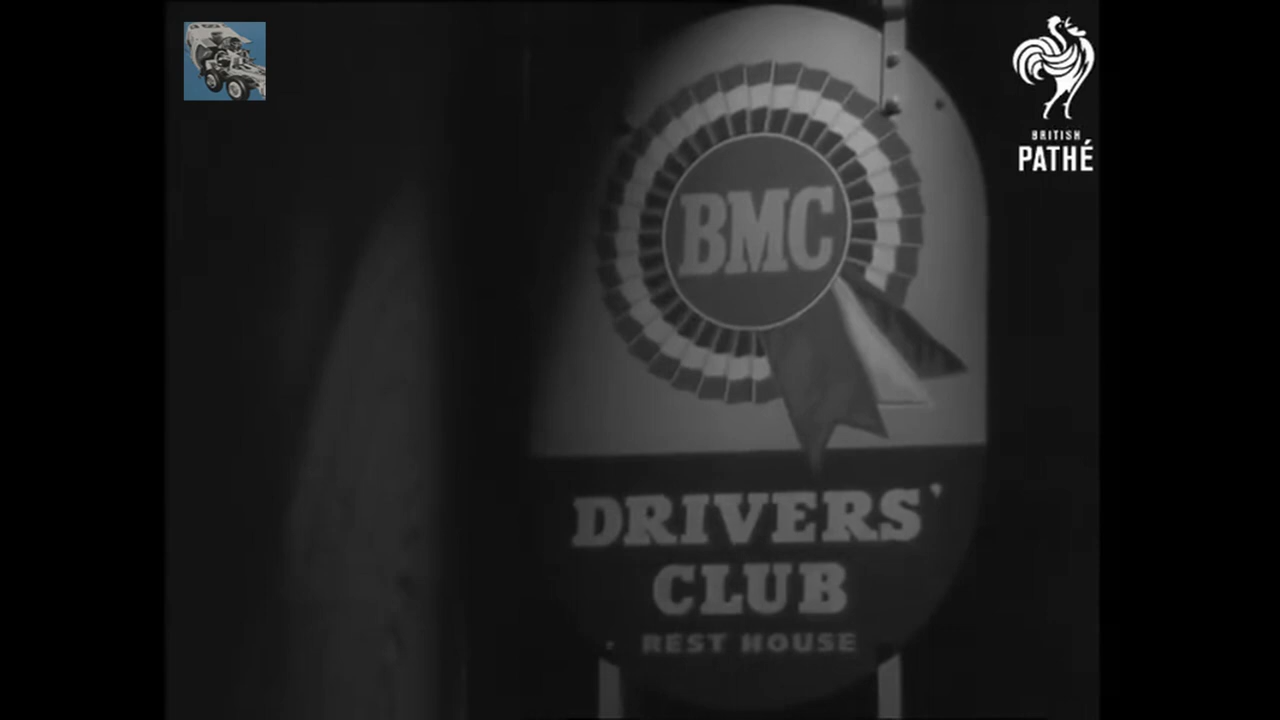 BRITISH
PATHÉ
BMC
DRIVERS'
CLUB
REST HOUSE